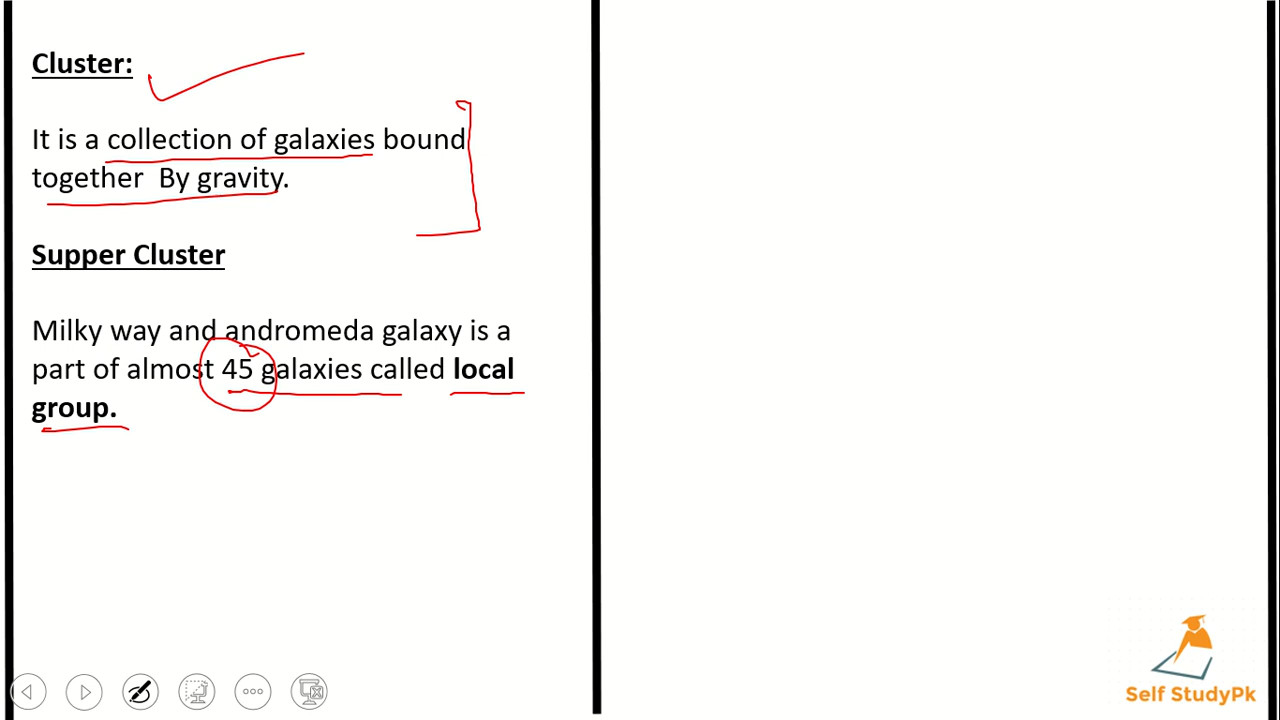 Cluster:
It is a collection of galaxies bound
together By gravity.
Supper Cluster
Milky way and andromeda galaxy is a
part of almost 45 galaxies called local
group.
Self StudyPk